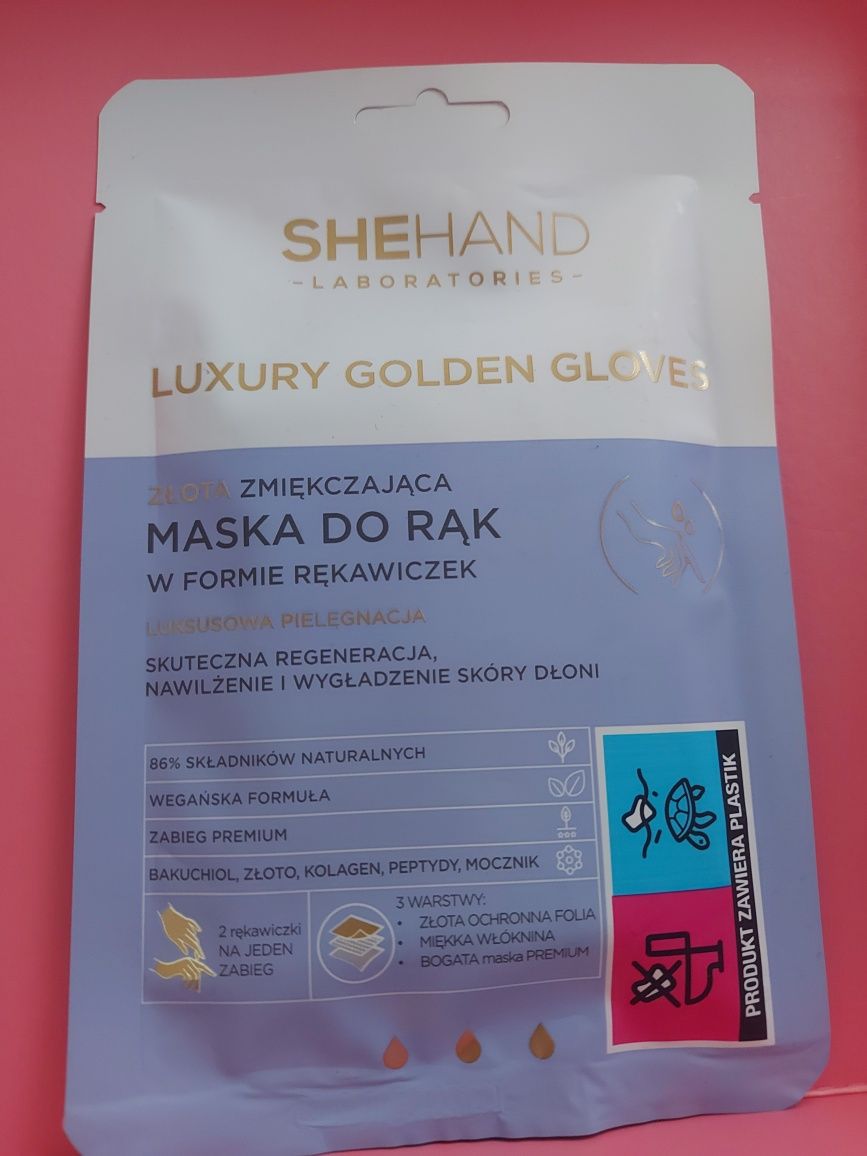 SHEHAND
-LABORATORIES-
LUXURY GOLDEN GLOVES
ZŁOTA ZMIĘKCZAJĄCA
MASKA DO RĄK
W FORMIE RĘKAWICZEK
LUKSUSOWA PIELĘGNACJA
SKUTECZNA REGENERACJA,
NAWILŻENIE I WYGŁADZENIE SKÓRY DŁONI
86% SKŁADNIKÓW NATURALNYCH
WEGAŃSKA FORMUŁA
ZABIEG PREMIUM
BAKUCHIOL, ZŁOTO, KOLAGEN, PEPTYDY, MOCZNIK
2 rękawiczki
NA JEDEN
ZABIEG
3 WARSTWY:
• ZŁOTA OCHRONNA FOLIA
• MIĘKKA WŁÓKNINA
• BOGATA maska PREMIUM
PRODUKT ZAWIERA PLASTIK